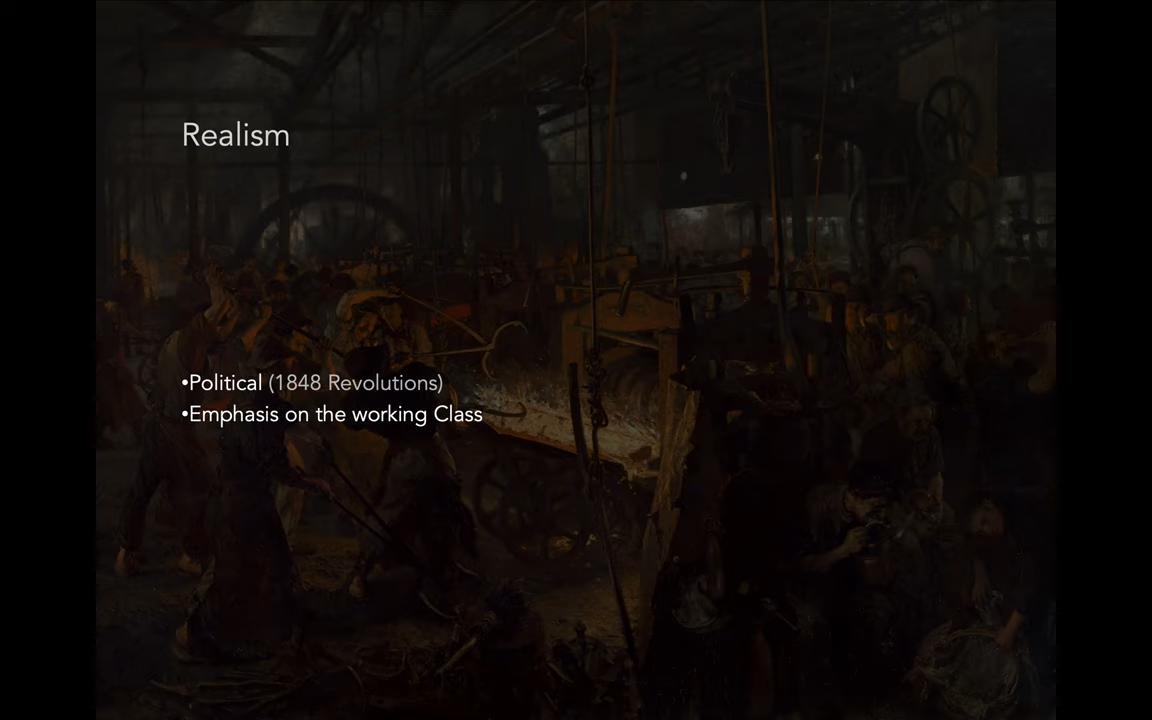 Realism
•Political (1848 Revolutions)
•Emphasis on the working Class